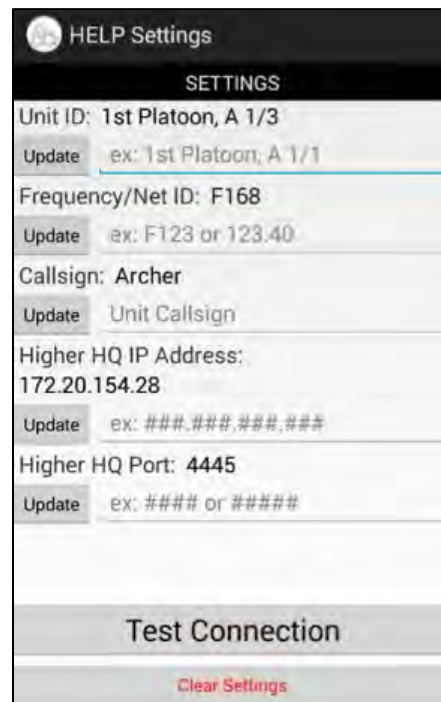 HELP Settings
SETTINGS
Unit ID: 1st Platoon, A 1/3
Update ex: 1st Platoon, A 1/1
Frequency/Net ID: F168
Update ex: F123 or 123.40
Callsign: Archer
Update Unit Callsign
Higher HQ IP Address:
172.20.154.28
Update ex: ###.###.###.###
Higher HQ Port: 4445
Update ex: #### or #####
Test Connection
Clear Settings